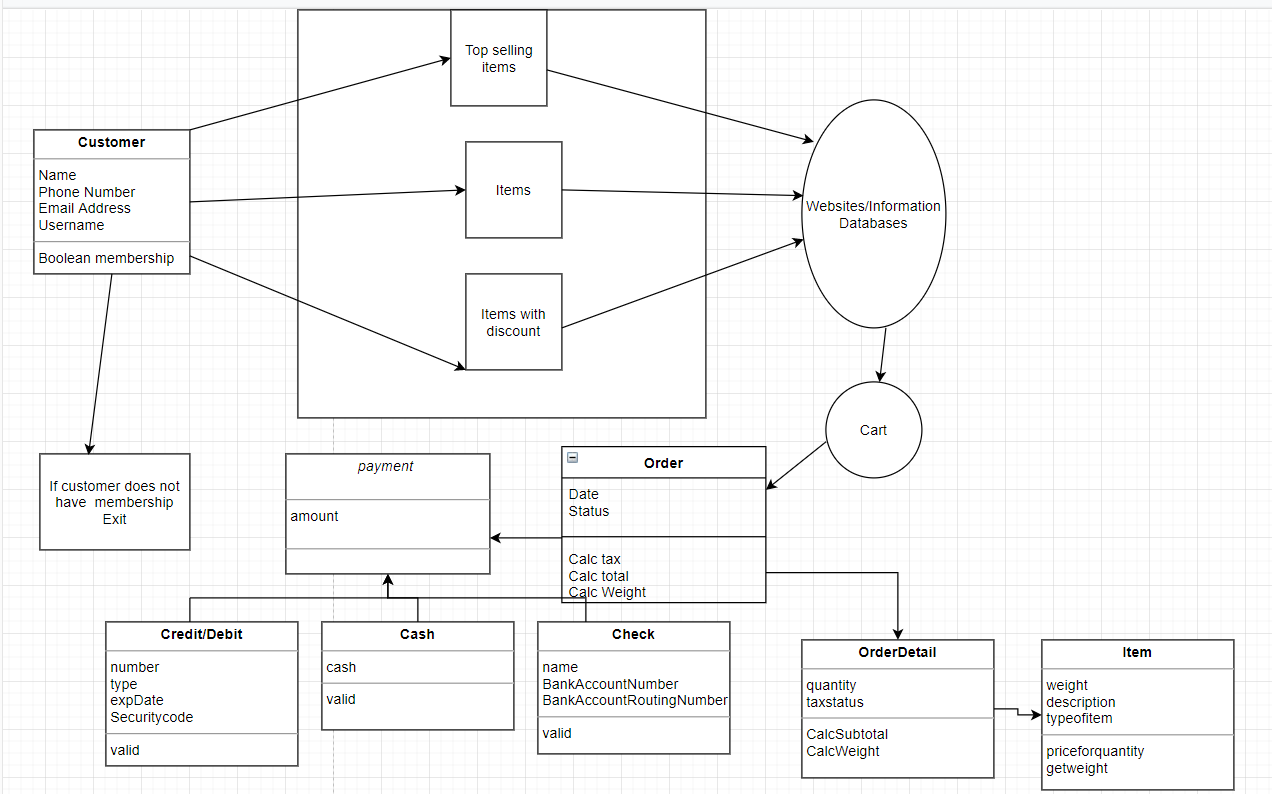 Top selling
items
Customer
Name
Phone Number
Email Address
Username
Boolean membership
Items
Items with
discount
Websites/Information
Databases
Cart
If customer does not
have  membership
Exit
payment
amount
Order
Date
Status
Calc tax
Calc total
Calc Weight
Credit/Debit
number
type
expDate
Securitycode
valid
Cash
cash
valid
Check
name
BankAccountNumber
BankAccountRoutingNumber
valid
OrderDetail
quantity
taxstatus
CalcSubtotal
CalcWeight
Item
weight
description
typeofitem
priceforquantity
getweight